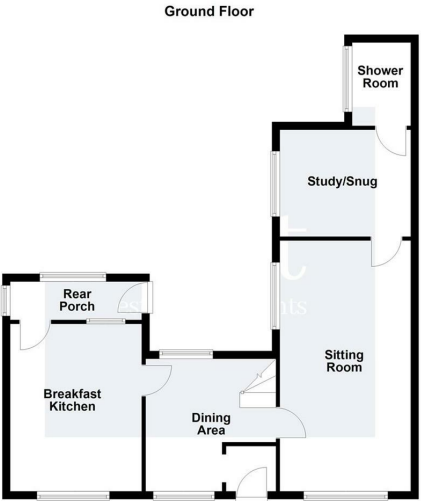 Ground Floor
Shower
Room
Study/Snug
Rear
Porch
Sitting
Room
Breakfast
Kitchen
Dining
Area